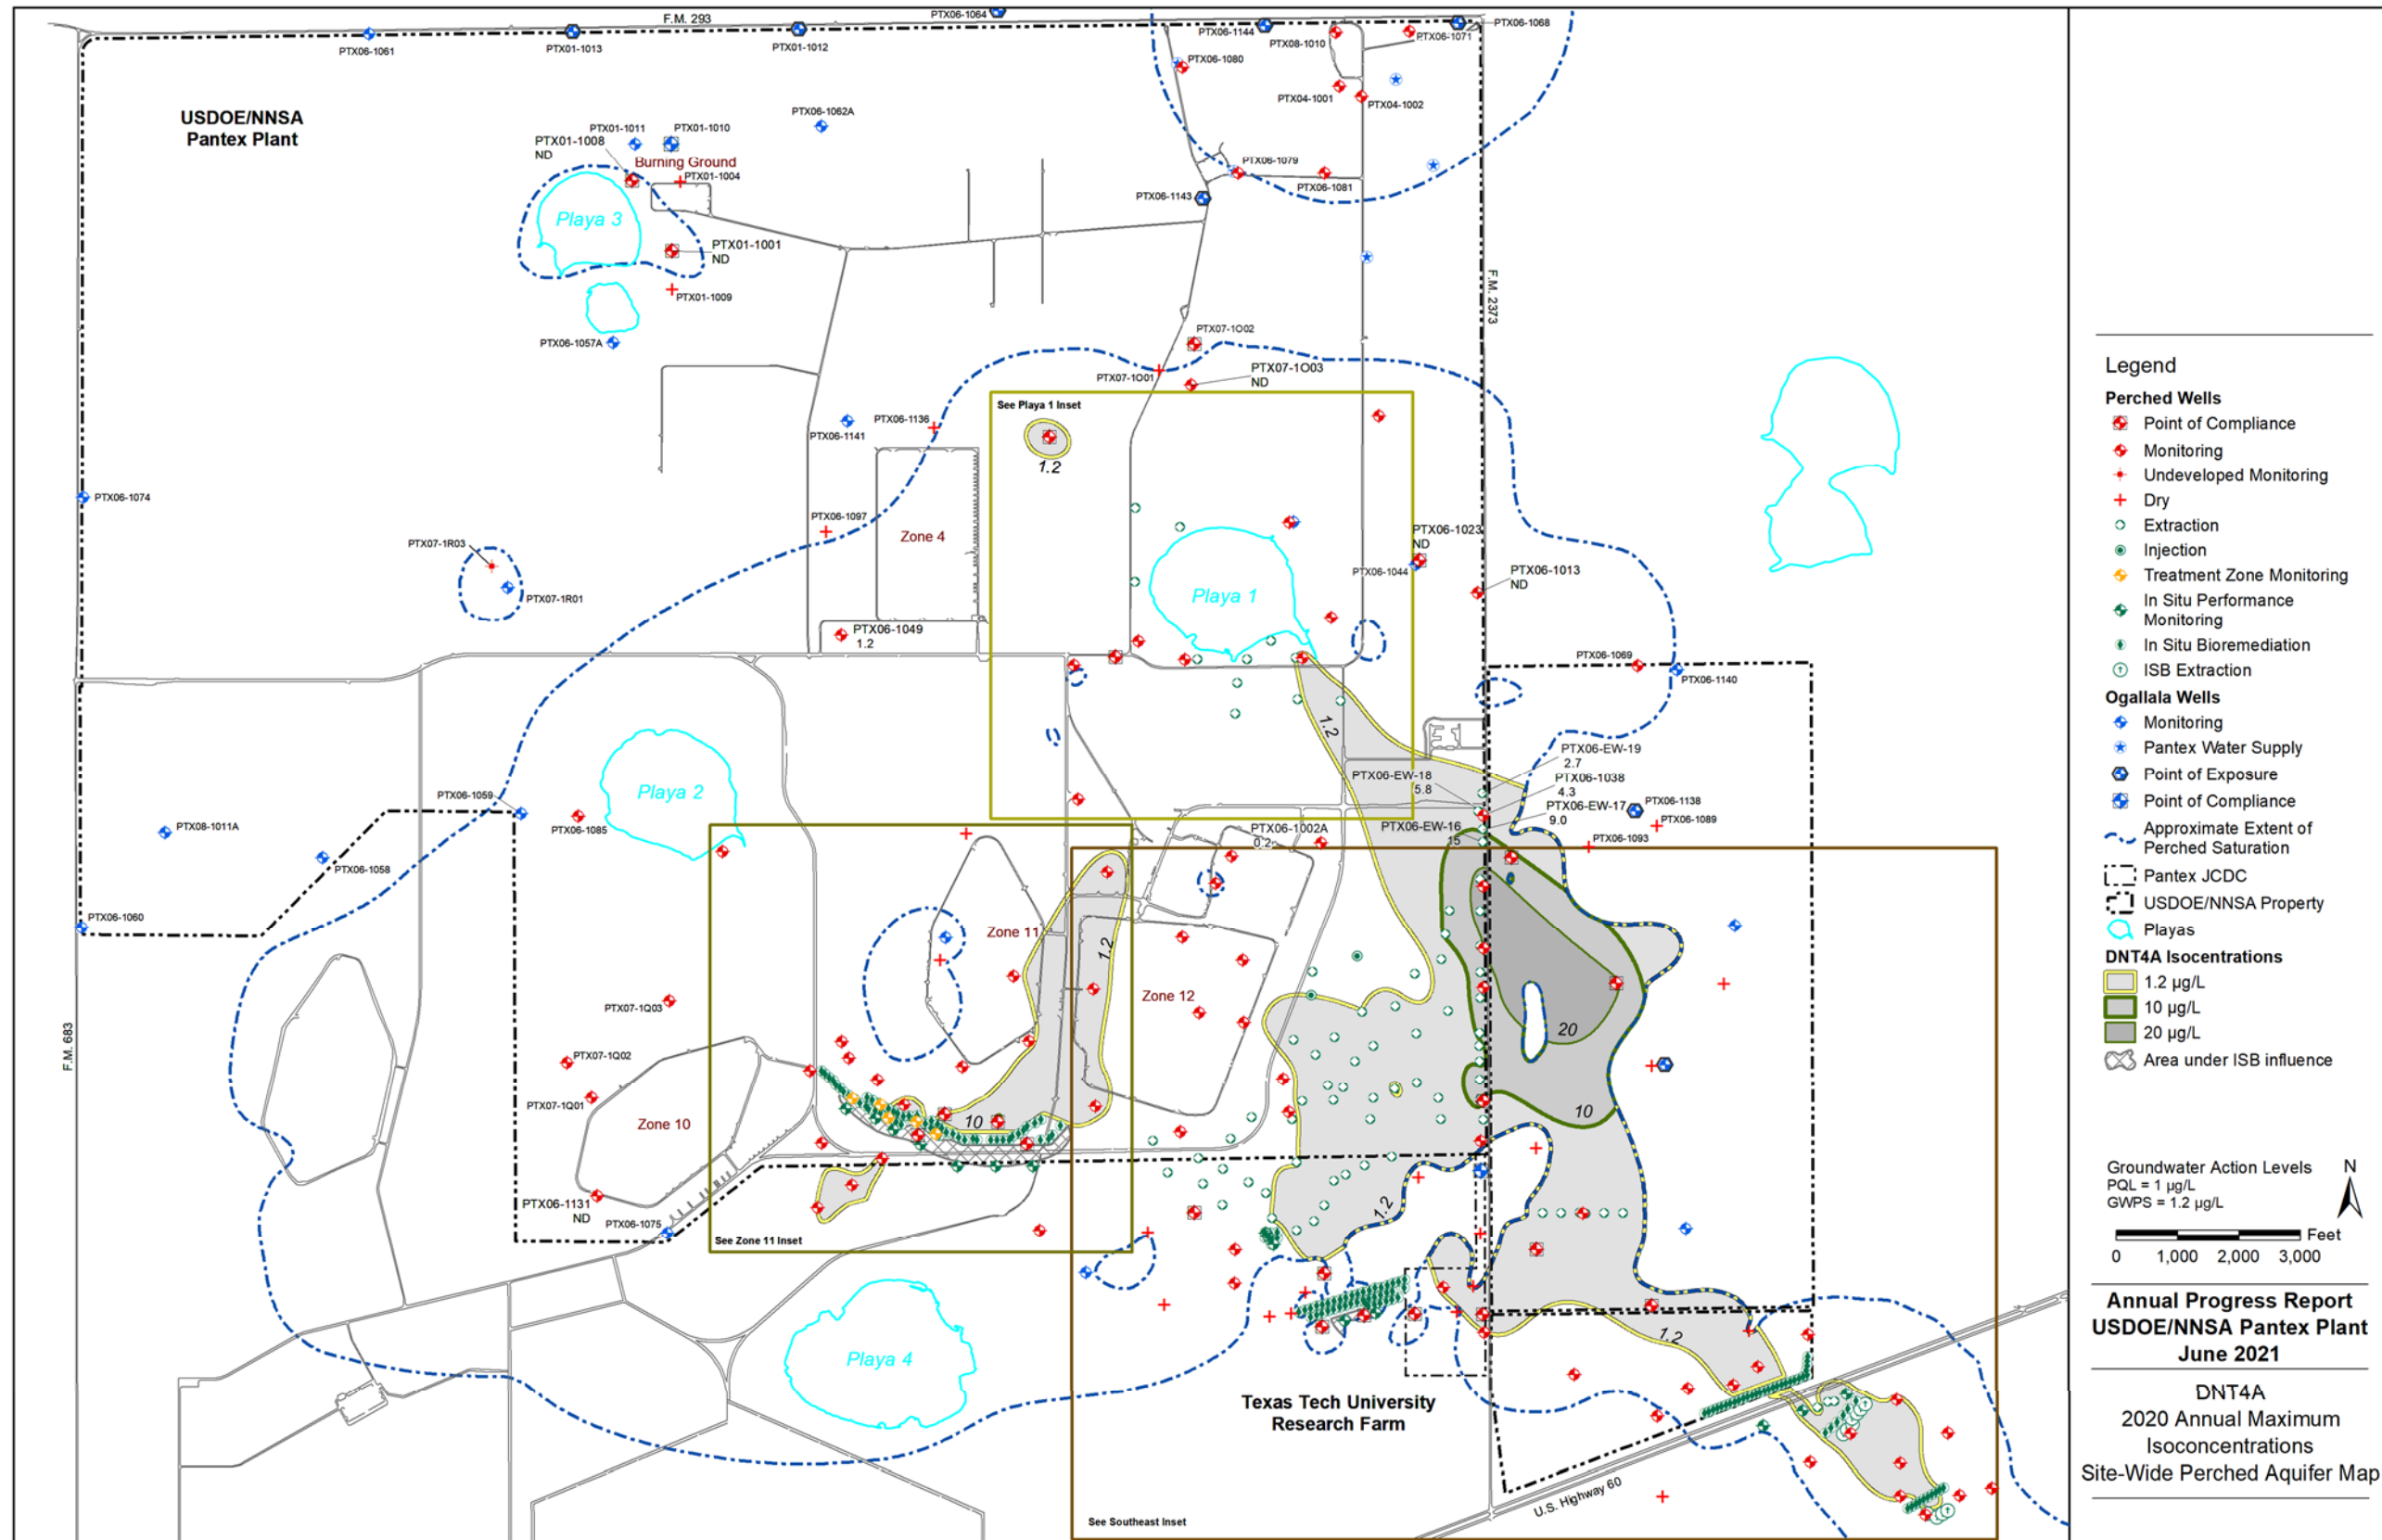 F.M. 293
PTX06-1064
PTX06-1061
PTX01-1013
PTX01-1012
PTX06-1144
PTX08-1010
PTX06-1071
PTX06-1068
PTX06-1080
PTX04-1001
PTX04-1002
USDOE/NNSA
Pantex Plant
PTX06-1062A
PTX01-1011
PTX01-1010
PTX01-1008
ND
Burning Ground
PTX01-1004
PTX06-1079
PTX06-1081
PTX06-1143
Playa 3
PTX01-1001
ND
PTX01-1009
PTX06-1057A
F.M. 2373
PTX07-1O02
PTX07-1O01
PTX07-1O03
ND
See Playa 1 Inset
1.2
PTX06-1136
PTX06-1141
PTX06-1074
PTX06-1097
Zone 4
PTX07-1R03
PTX07-1R01
PTX06-1023
ND
PTX06-1044
PTX06-1013
ND
Playa 1
PTX06-1049
1.2
PTX06-1069
PTX06-1140
1.2
PTX06-EW-19
2.7
PTX06-EW-18
5.8
PTX06-1038
4.3
PTX06-EW-17
9.0
PTX06-EW-16
15
PTX06-1138
PTX06-1089
PTX06-1093
PTX06-1002A
0.2
Playa 2
PTX06-1059
PTX06-1085
PTX08-1011A
PTX06-1058
PTX06-1060
Zone 11
1.2
Zone 12
PTX07-1Q03
F.M. 683
PTX07-1Q02
PTX07-1Q01
Zone 10
10
20
10
PTX06-1131
ND
PTX06-1075
See Zone 11 Inset
1.2
Playa 4
1.2
Texas Tech University
Research Farm
U.S. Highway 60
See Southeast Inset
Legend
Perched Wells
Point of Compliance
Monitoring
Undeveloped Monitoring
Dry
Extraction
Injection
Treatment Zone Monitoring
In Situ Performance
Monitoring
In Situ Bioremediation
ISB Extraction
Ogallala Wells
Monitoring
Pantex Water Supply
Point of Exposure
Point of Compliance
Approximate Extent of
Perched Saturation
Pantex JCDC
USDOE/NNSA Property
Playas
DNT4A Isocentrations
1.2 µg/L
10 µg/L
20 µg/L
Area under ISB influence
Groundwater Action Levels
PQL = 1 µg/L
GWPS = 1.2 µg/L
N
Feet
0 1,000 2,000 3,000
Annual Progress Report
USDOE/NNSA Pantex Plant
June 2021
DNT4A
2020 Annual Maximum
Isoconcentrations
Site-Wide Perched Aquifer Map